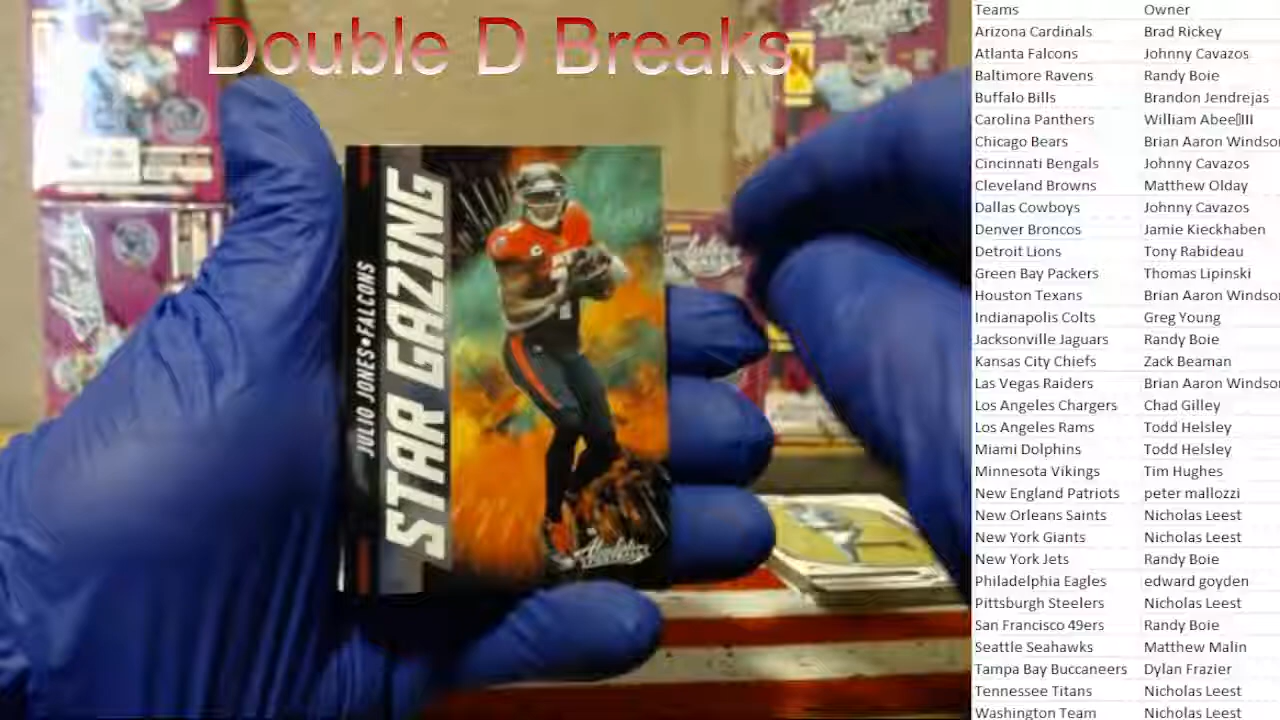 Double D Breaks
JULIO JONES•FALCONS
STAR GAZING
Absolute
Teams Owner
Arizona Cardinals Brad Rickey
Atlanta Falcons Johnny Cavazos
Baltimore Ravens Randy Boie
Buffalo Bills Brandon Jendrejas
Carolina Panthers William Abee▯III
Chicago Bears Brian Aaron Windsor
Cincinnati Bengals Johnny Cavazos
Cleveland Browns Matthew Olday
Dallas Cowboys Johnny Cavazos
Denver Broncos Jamie Kieckhaben
Detroit Lions Tony Rabideau
Green Bay Packers Thomas Lipinski
Houston Texans Brian Aaron Windsor
Indianapolis Colts Greg Young
Jacksonville Jaguars Randy Boie
Kansas City Chiefs Zack Beaman
Las Vegas Raiders Brian Aaron Windsor
Los Angeles Chargers Chad Gilley
Los Angeles Rams Todd Helsley
Miami Dolphins Todd Helsley
Minnesota Vikings Tim Hughes
New England Patriots peter mallozzi
New Orleans Saints Nicholas Leest
New York Giants Nicholas Leest
New York Jets Randy Boie
Philadelphia Eagles edward goyden
Pittsburgh Steelers Nicholas Leest
San Francisco 49ers Randy Boie
Seattle Seahawks Matthew Malin
Tampa Bay Buccaneers Dylan Frazier
Tennessee Titans Nicholas Leest
Washington Team Nicholas Leest